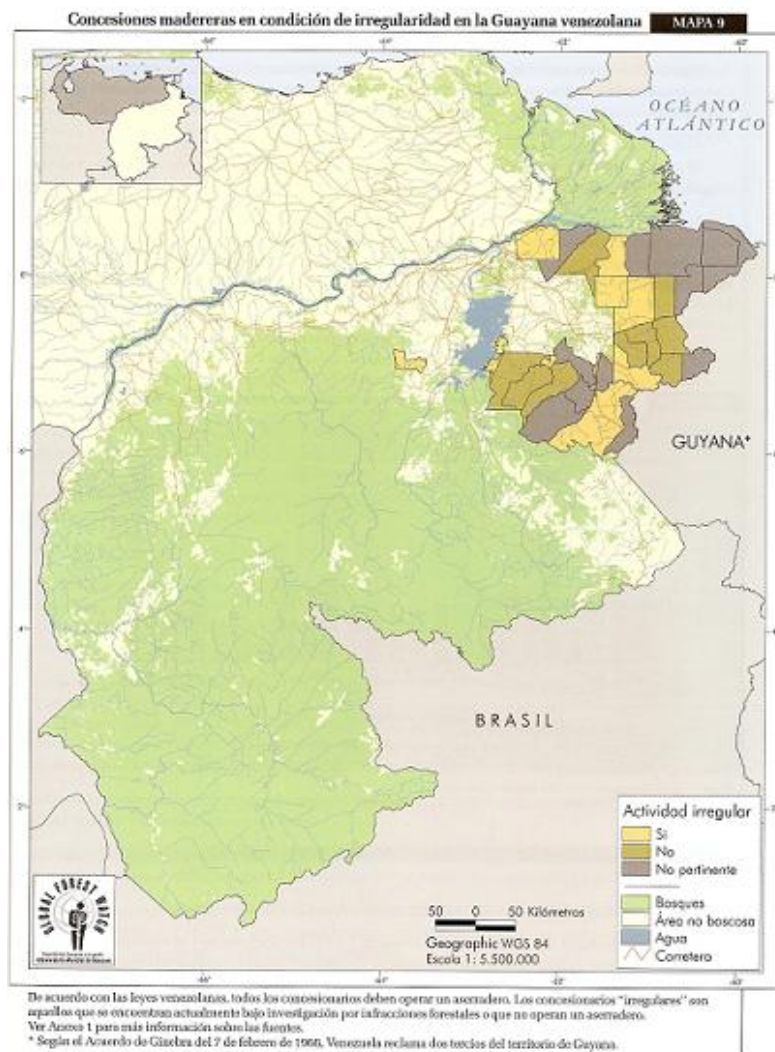 Concesiones madereras en condición de irregularidad en la Guayana venezolana MAPA 9
OCÉANO
ATLÁNTICO
GUYANA*
BRASIL
Actividad irregular
Si
No
No pertinente
Bosques
Área no boscosa
Agua
Carretera
50 0 50 Kilómetros
Geographic WGS 84
Escala 1: 5.500.000
GLOBAL FOREST WATCH
De acuerdo con las leyes venezolanas, todos los concesionarios deben operar un aserradero. Los concesionarios "irregulares" son
aquellos que se encuentran actualmente bajo investigación por infracciones forestales o que no operan un aserradero.
Ver Anexo 1 para más información sobre las fuentes.
* Según el Acuerdo de Ginebra del 7 de febrero de 1966, Venezuela reclama dos tercios del territorio de Guyana.